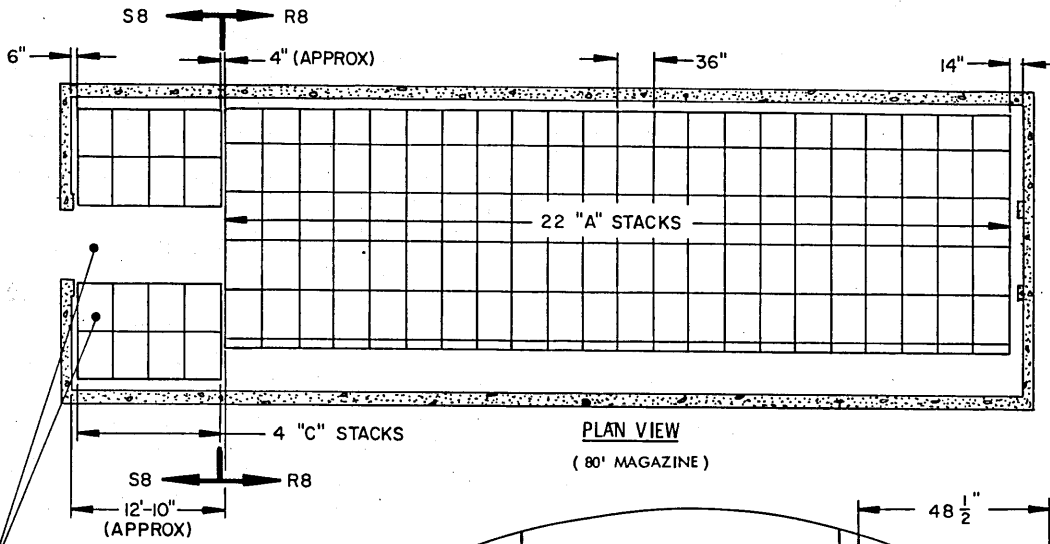 S8 R8
6" 4" (APPROX) 36" 14"
22 "A" STACKS
4 "C" STACKS
PLAN VIEW
(80' MAGAZINE)
S8 R8
12'-10"
(APPROX)
48 1/2"